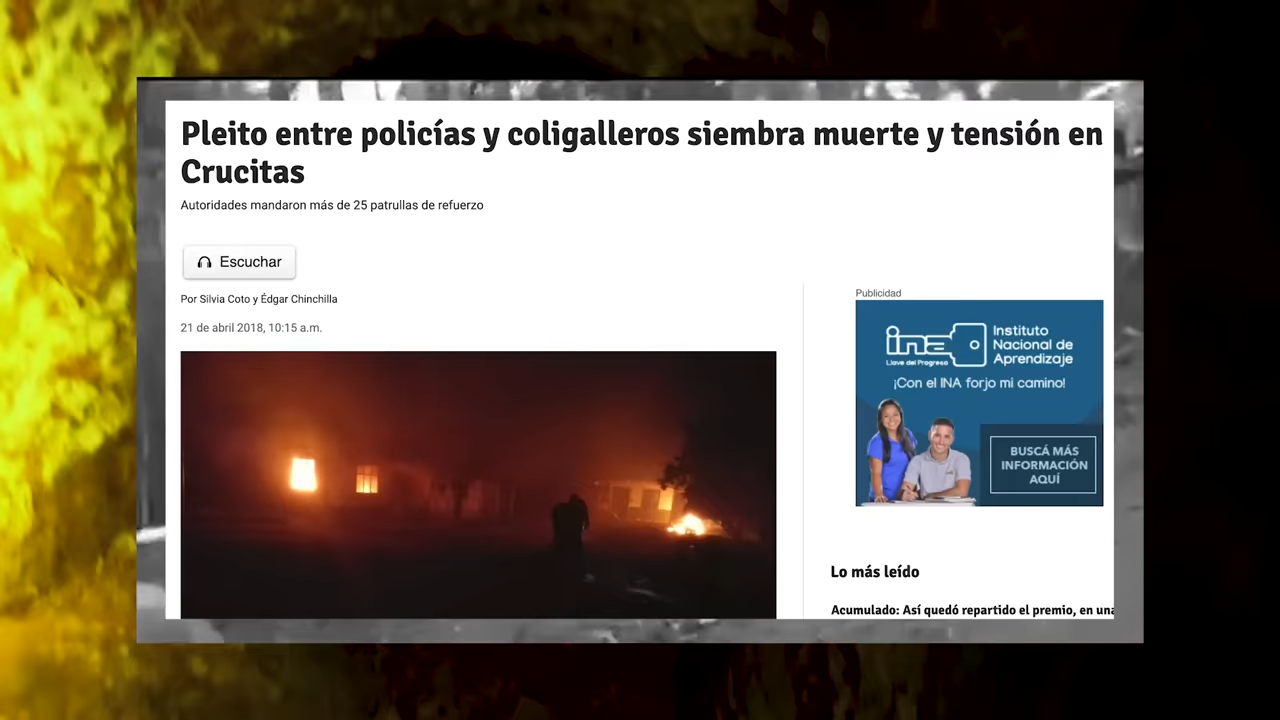 Pleito entre policías y coligalleros siembra muerte y tensión en
Crucitas
Autoridades mandaron más de 25 patrullas de refuerzo
Escuchar
Por Silvia Coto y Édgar Chinchilla
21 de abril 2018, 10:15 a.m.
Publicidad
ina
Llave del Progreso
Instituto
Nacional de
Aprendizaje
¡Con el INA forjo mi camino!
BUSCÁ MÁS
INFORMACIÓN
AQUÍ
Lo más leído
Acumulado: Así quedó repartido el premio, en una